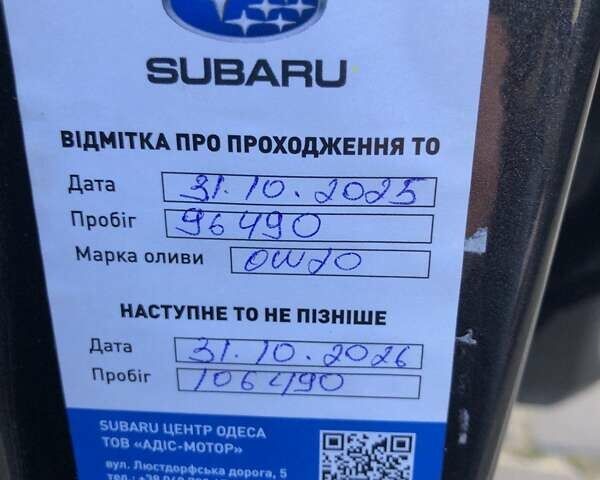 SUBARU
ВІДМІТКА ПРО ПРОХОДЖЕННЯ ТО
Дата 31.10.2025
Пробіг 96490
Марка оливи 0W20
НАСТУПНЕ ТО НЕ ПІЗНІШЕ
Дата 31.10.2026
Пробіг 106490
SUBARU ЦЕНТР ОДЕСА
ТОВ «АДІС-МОТОР»
вул. Люстдорфська дорога, 5